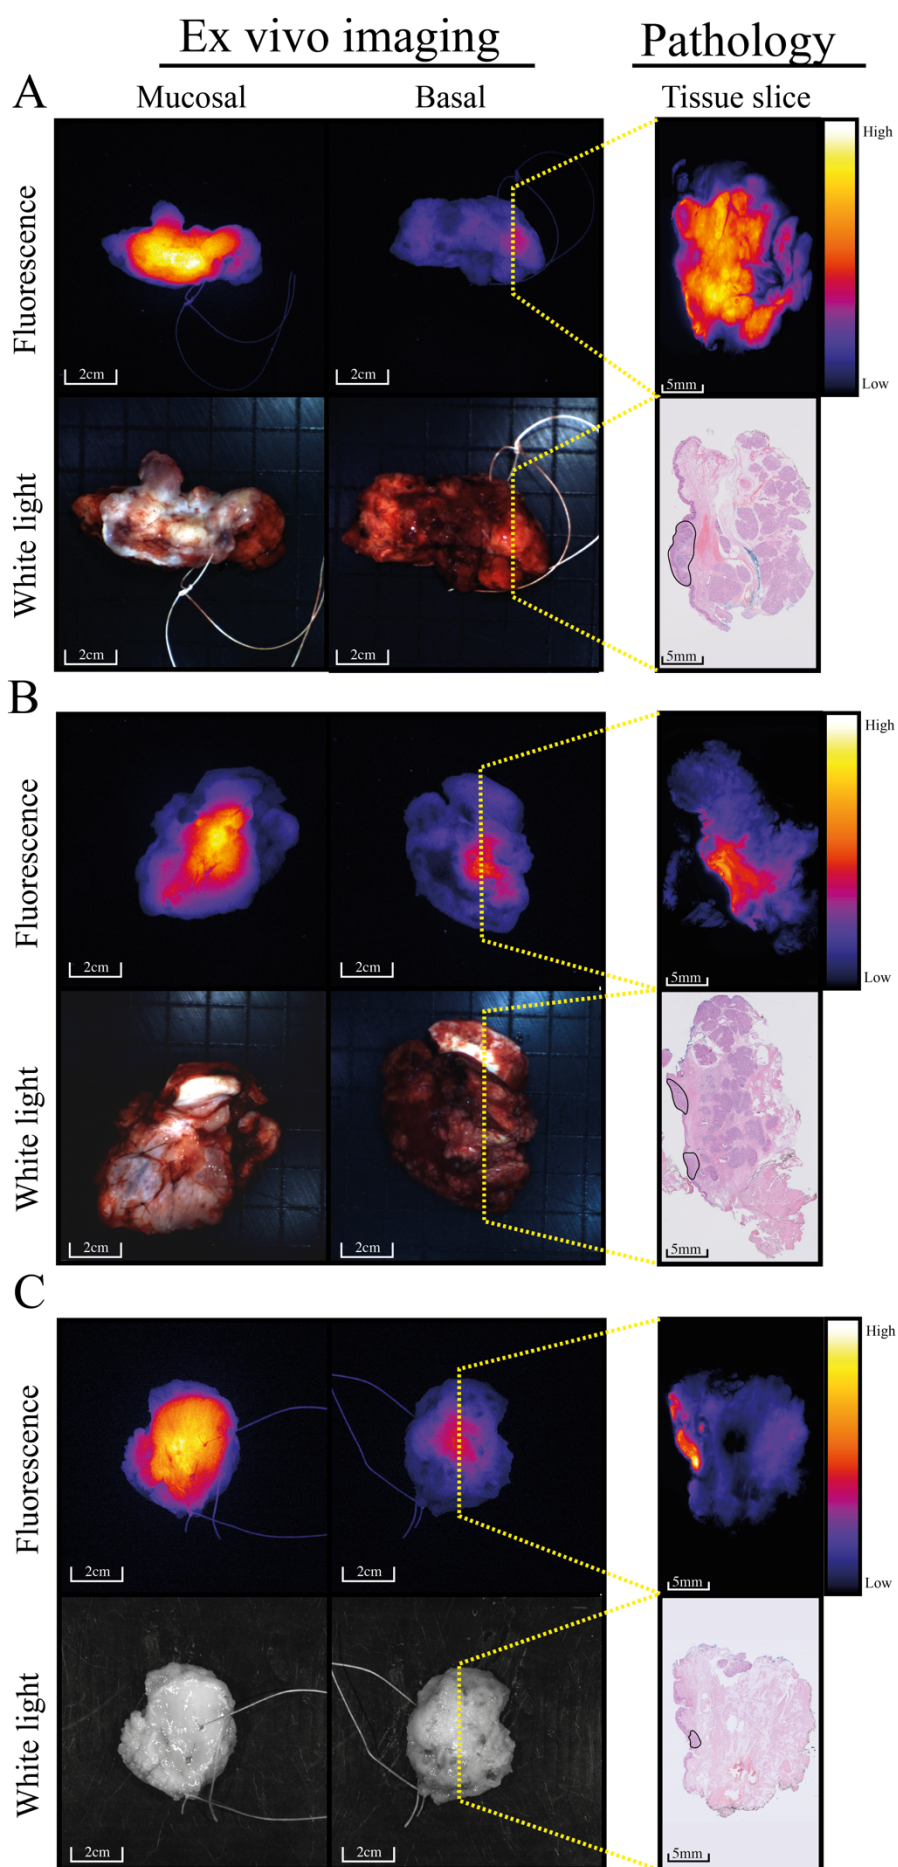 Ex vivo imaging
Pathology
A
Mucosal
Basal
Tissue slice
Fluorescence
High
Low
2cm
2cm
5mm
White light
2cm
2cm
5mm
B
Fluorescence
High
Low
2cm
2cm
5mm
White light
2cm
2cm
5mm
C
Fluorescence
High
Low
2cm
2cm
5mm
White light
2cm
2cm
5mm